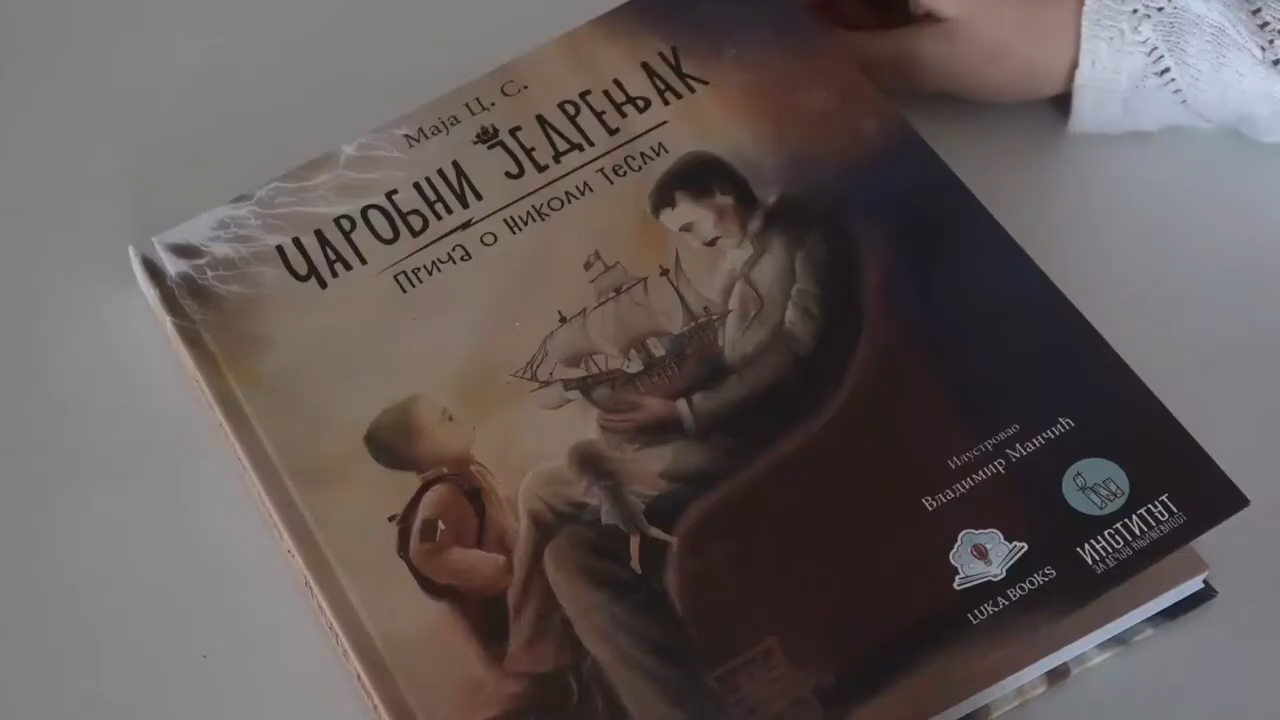 Маја Ц. С.
ЧАРОБНИ ЈЕДРЕЊАК
Прича о Николи Тесли
Илустровао
Владимир Манчић
LUKA BOOKS
ИНСТИТУТ
ЗА ДЕЧЈУ КЊИЖЕВНОСТ